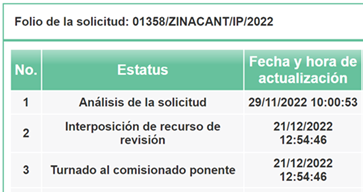 Folio de la solicitud: 01358/ZINACANT/IP/2022
No. Estatus Fecha y hora de
actualización
1 Análisis de la solicitud 29/11/2022 10:00:53
2 Interposición de recurso de
revisión 21/12/2022
12:54:46
3 Turnado al comisionado ponente 21/12/2022
12:54:46